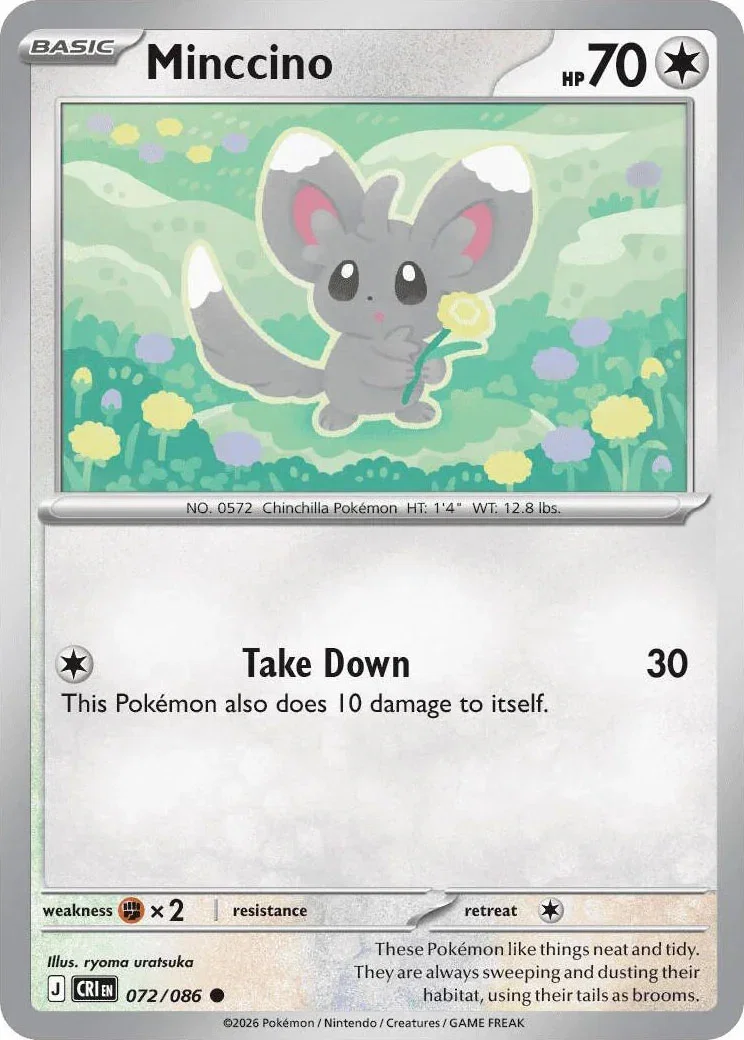 BASIC Minccino HP 70
NO. 0572 Chinchilla Pokémon HT: 1'4" WT: 12.8 lbs.
Take Down 30
This Pokémon also does 10 damage to itself.
weakness ×2 resistance retreat
Illus. ryoma uratsuka
These Pokémon like things neat and tidy.
They are always sweeping and dusting their
habitat, using their tails as brooms.
J CRI EN 072/086
©2026 Pokémon / Nintendo / Creatures / GAME FREAK